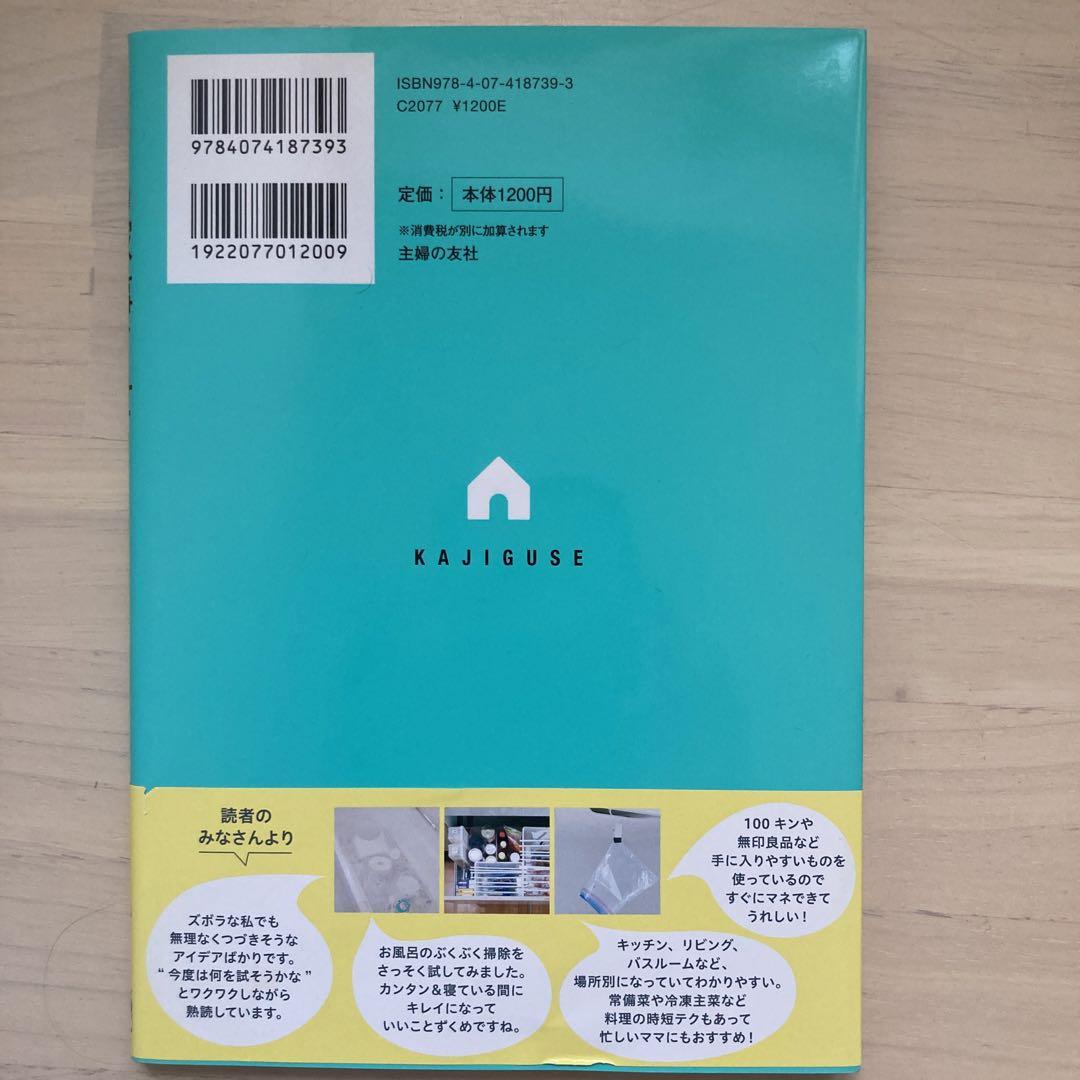 9784074187393
1922077012009
ISBN978-4-07-418739-3
C2077 ¥1200E
定価： 本体1200円
※消費税が別に加算されます
主婦の友社
KAJIGUSE
読者の
みなさんより
ズボラな私でも
無理なくつづきそうな
アイデアばかりです。
“今度は何を試そうかな”
とワクワクしながら
熟読しています。
お風呂のぶくぶく掃除を
さっそく試してみました。
カンタン＆寝ている間に
キレイになって
いいことずくめですね。
キッチン、リビング、
バスルームなど、
場所別になっていてわかりやすい。
常備菜や冷凍主菜など
料理の時短テクもあって
忙しいママにもおすすめ！
100キンや
無印良品など
手に入りやすいものを
使っているので
すぐにマネできて
うれしい！